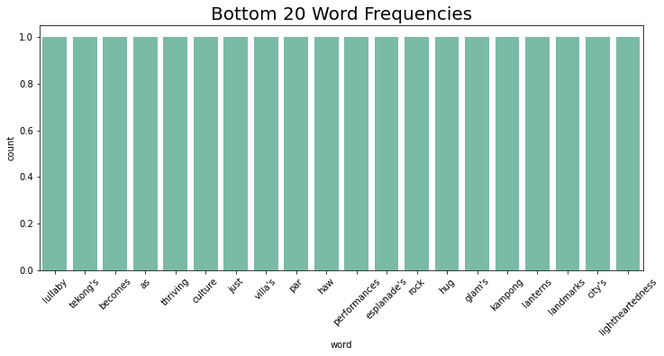 Bottom 20 Word Frequencies
count
1.0
0.8
0.6
0.4
0.2
0.0
lullaby
tekong's
becomes
as
thriving
culture
just
villa's
par
haw
performances
esplanade's
rock
hug
glam's
kampong
lanterns
landmarks
city's
lightheartedness
word